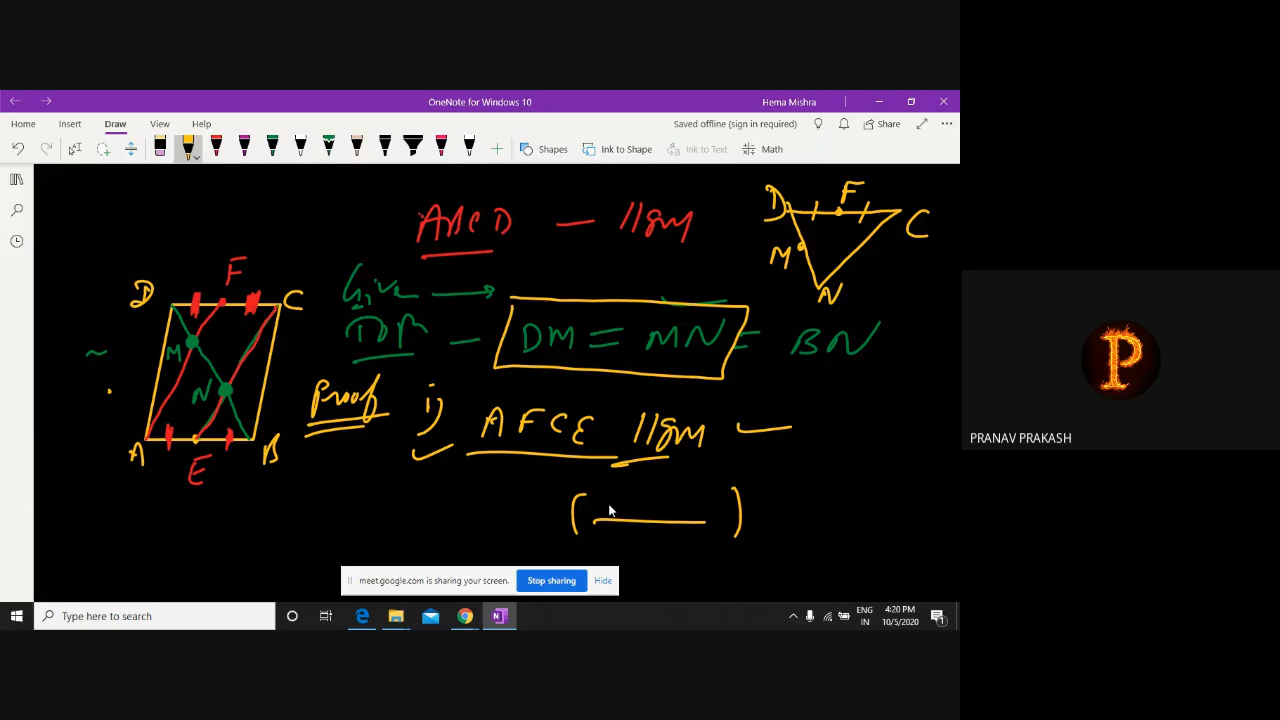 OneNote for Windows 10
Hema Mishra
Home Insert Draw View Help
Saved offline (sign in required)
Share
Shapes
Ink to Shape
Ink to Text
Math
ABCD — ||gm
D F C
M
N
D F C
M
N
A E B
Given →
TOPr — DM = MN = BN
Proof i) AFCE ||gm —
( )
meet.google.com is sharing your screen. Stop sharing Hide
Type here to search
ENG
IN
4:20 PM
10/5/2020
1
P
PRANAV PRAKASH